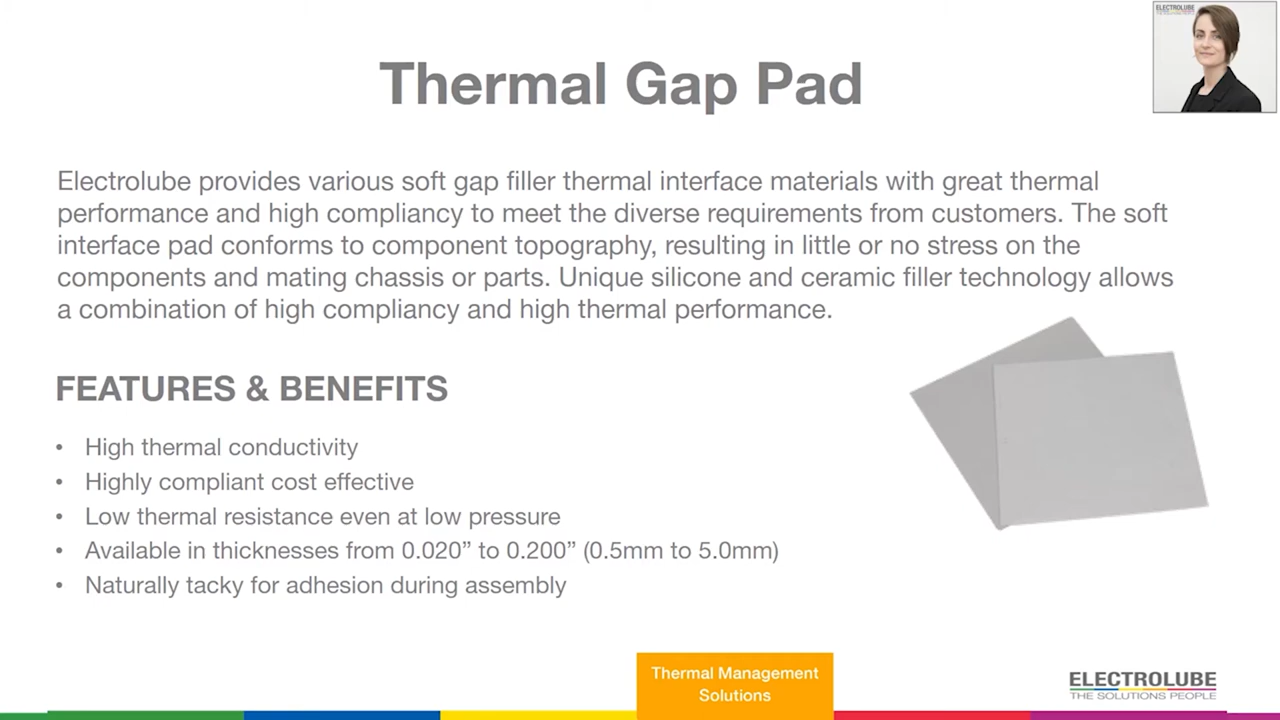 ELECTROLUBE
THE SOLUTIONS PEOPLE
Thermal Gap Pad
Electrolube provides various soft gap filler thermal interface materials with great thermal
performance and high compliancy to meet the diverse requirements from customers. The soft
interface pad conforms to component topography, resulting in little or no stress on the
components and mating chassis or parts. Unique silicone and ceramic filler technology allows
a combination of high compliancy and high thermal performance.
FEATURES & BENEFITS
• High thermal conductivity
• Highly compliant cost effective
• Low thermal resistance even at low pressure
• Available in thicknesses from 0.020” to 0.200” (0.5mm to 5.0mm)
• Naturally tacky for adhesion during assembly
Thermal Management
Solutions
ELECTROLUBE
THE SOLUTIONS PEOPLE